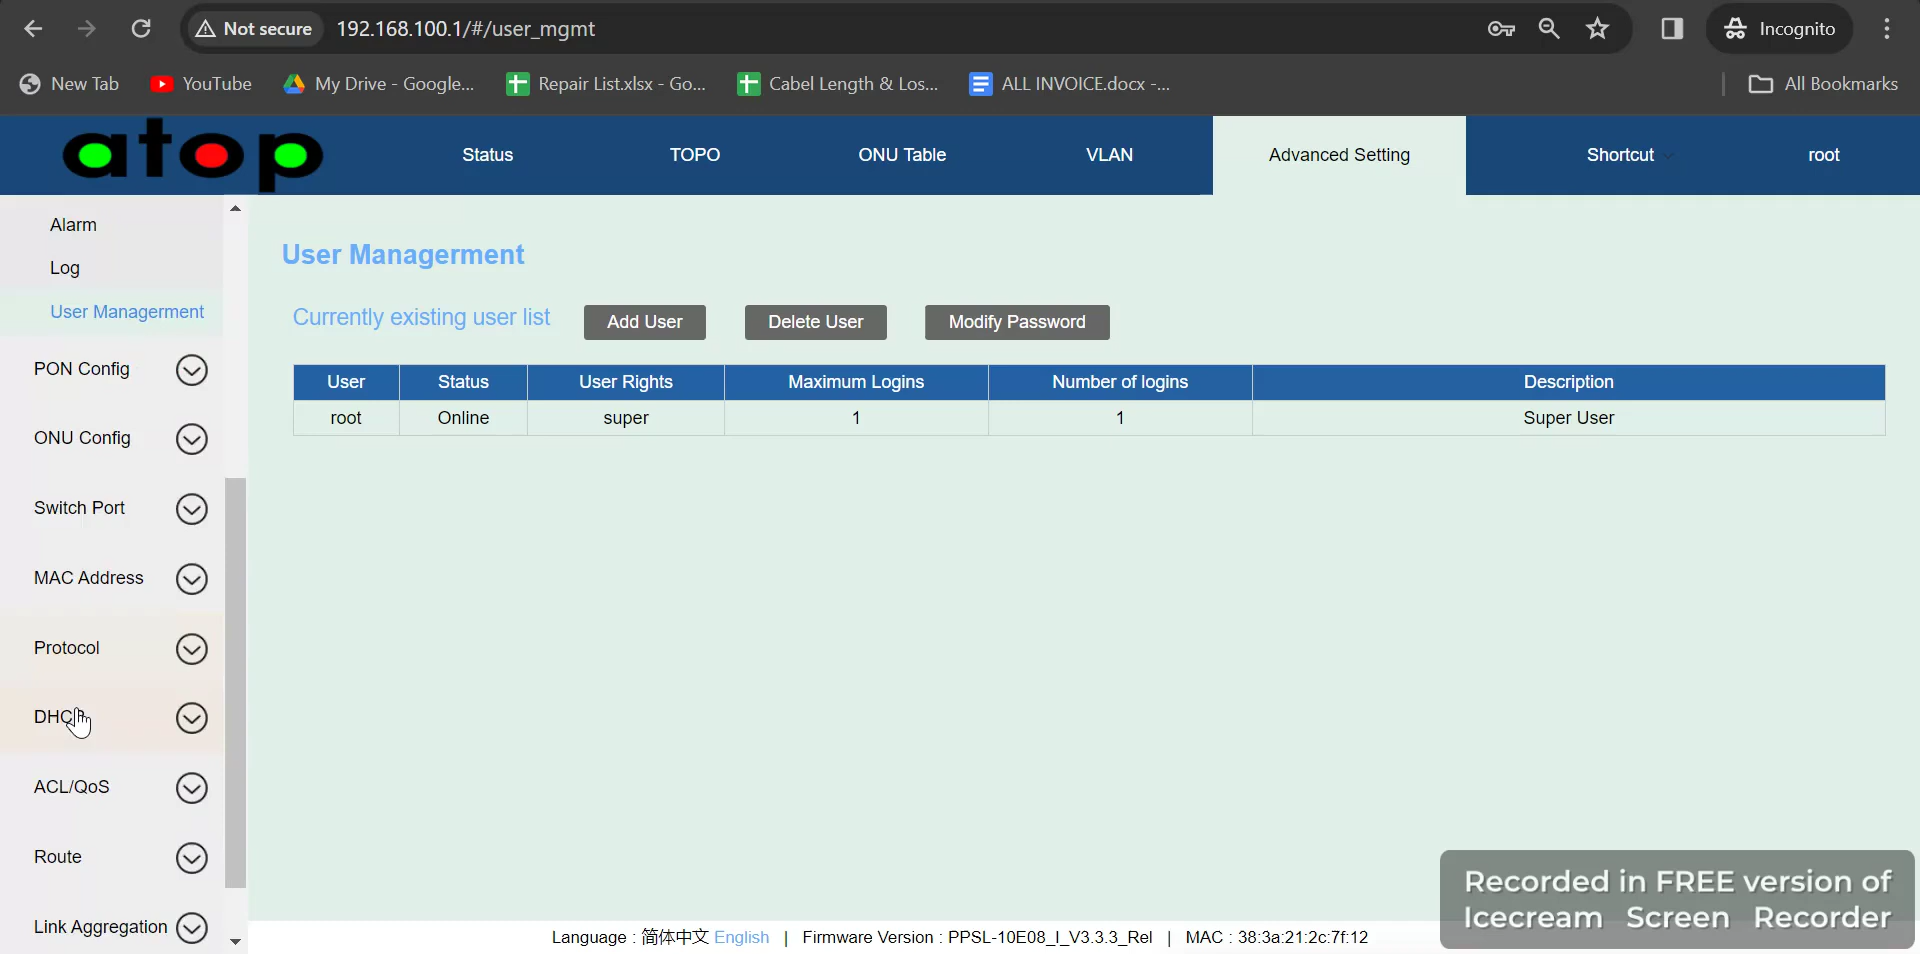 Not secure 192.168.100.1/#/user_mgmt Incognito
New Tab YouTube My Drive - Google... Repair List.xlsx - Go... Cabel Length & Los... ALL INVOICE.docx -... All Bookmarks
atop Status TOPO ONU Table VLAN Advanced Setting Shortcut root
Alarm
Log
User Managerment
PON Config
ONU Config
Switch Port
MAC Address
Protocol
DHCP
ACL/QoS
Route
Link Aggregation
User Managerment
Currently existing user list Add User Delete User Modify Password
User Status User Rights Maximum Logins Number of logins Description
root Online super 1 1 Super User
Recorded in FREE version of
Icecream Screen Recorder
Language : 简体中文 English | Firmware Version : PPSL-10E08_I_V3.3.3_Rel | MAC : 38:3a:21:2c:7f:12